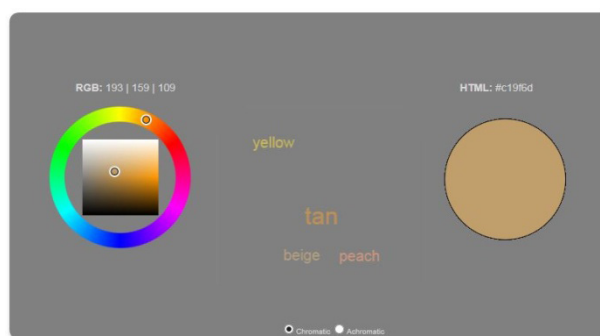 RGB: 193 | 159 | 109
HTML: #c19f6d
yellow
tan
beige peach
Chromatic Achromatic